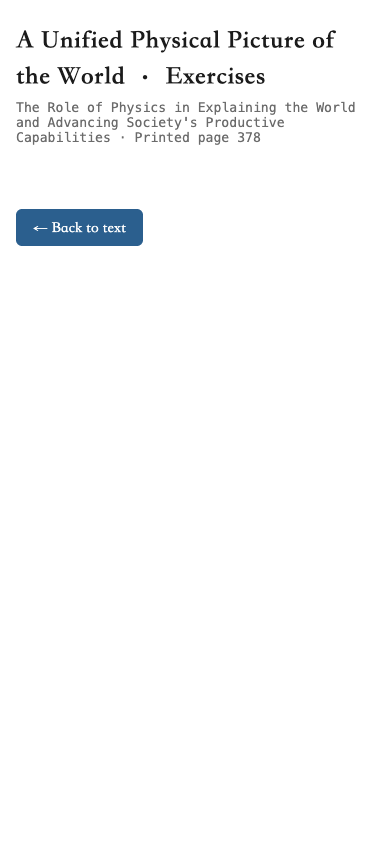 A Unified Physical Picture of
the World · Exercises
The Role of Physics in Explaining the World
and Advancing Society's Productive
Capabilities · Printed page 378
← Back to text